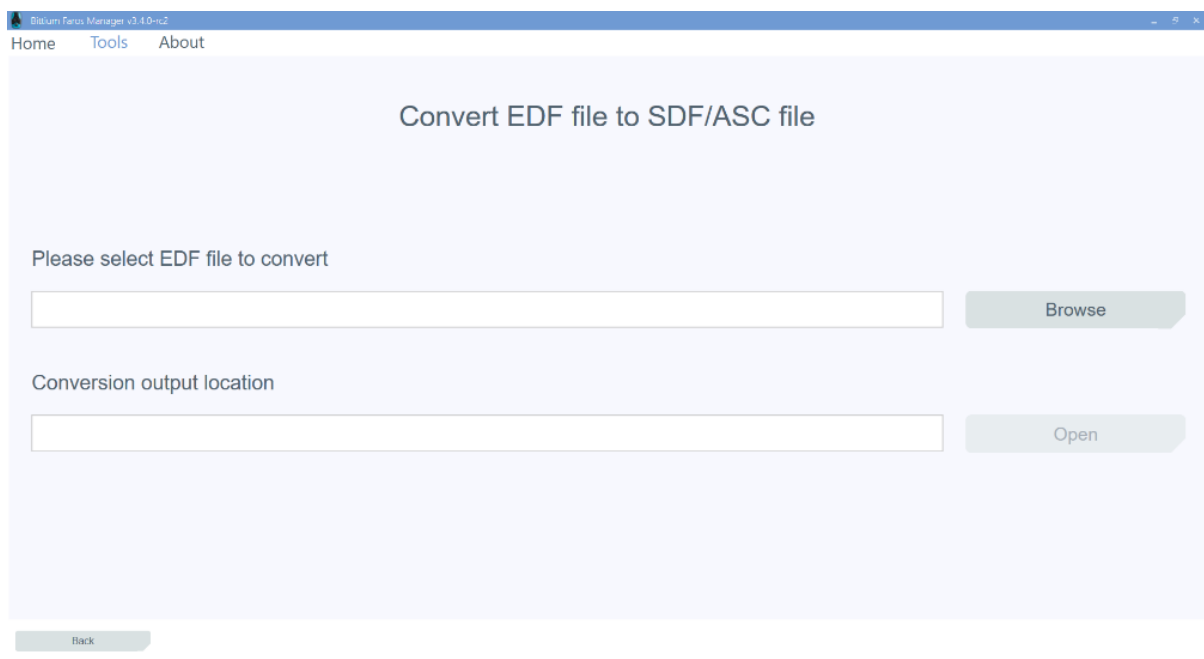 Bittium Faros Manager v3.4.0-rc2
Home Tools About
Convert EDF file to SDF/ASC file
Please select EDF file to convert
Browse
Conversion output location
Open
Back